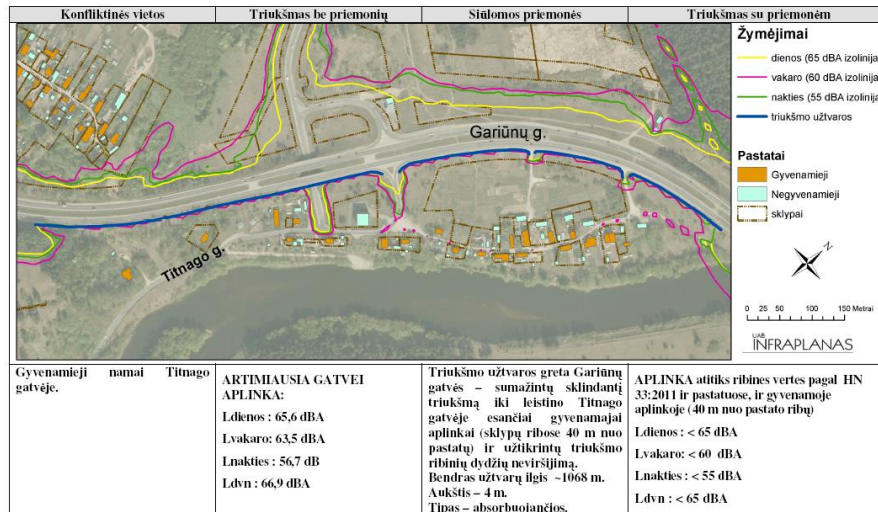 Konfliktinės vietos
Triukšmas be priemonių
Siūlomos priemonės
Triukšmas su priemonėm
Gariūnų g.
Titnago g.
Žymėjimai
dienos (65 dBA izolinija
vakaro (60 dBA izolinija
nakties (55 dBA izolinija
triukšmo užtvaros
Pastatai
Gyvenamieji
Negyvenamieji
sklypai
N
0 25 50 100 150 Metrai
UAB
INFRAPLANAS
Gyvenamieji namai Titnago
gatvėje.
ARTIMIAUSIA GATVEI
APLINKA:
Ldienos : 65,6 dBA
Lvakaro: 63,5 dBA
Lnakties : 56,7 dB
Ldvn : 66,9 dBA
Triukšmo užtvaros greta Gariūnų
gatvės – sumažintų sklindantį
triukšmą iki leistino Titnago
gatvėje esančiai gyvenamajai
aplinkai (sklypų ribose 40 m nuo
pastatų) ir užtikrintų triukšmo
ribinių dydžių neviršijimą.
Bendras užtvarų ilgis ~1068 m.
Aukštis – 4 m.
Tipas – absorbuojančios.
APLINKA atitiks ribines vertes pagal HN
33:2011 ir pastatuose, ir gyvenamoje
aplinkoje (40 m nuo pastato ribų)
Ldienos : < 65 dBA
Lvakaro: < 60 dBA
Lnakties : < 55 dBA
Ldvn : < 65 dBA